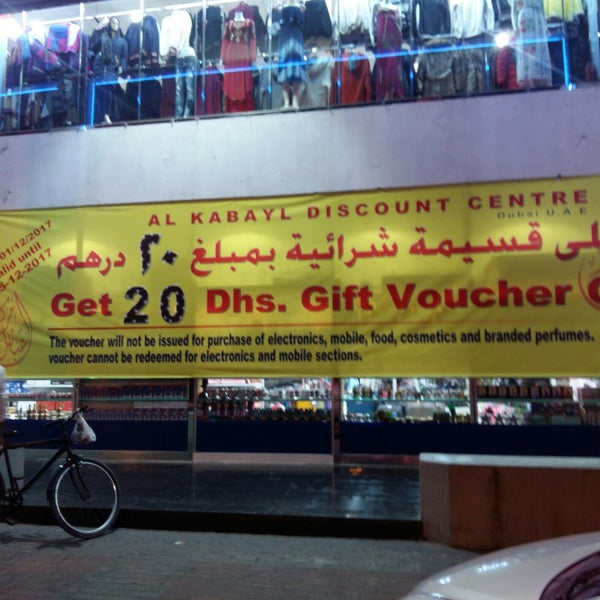 AL KABAYL DISCOUNT CENTRE
Dubai U.A.E
01/12/2017
until
-12-2017
قسيمة شرائية بمبلغ ٢٠ درهم
Get 20 Dhs. Gift Voucher
The voucher will not be issued for purchase of electronics, mobile, food, cosmetics and branded perfumes.
voucher cannot be redeemed for electronics and mobile sections.